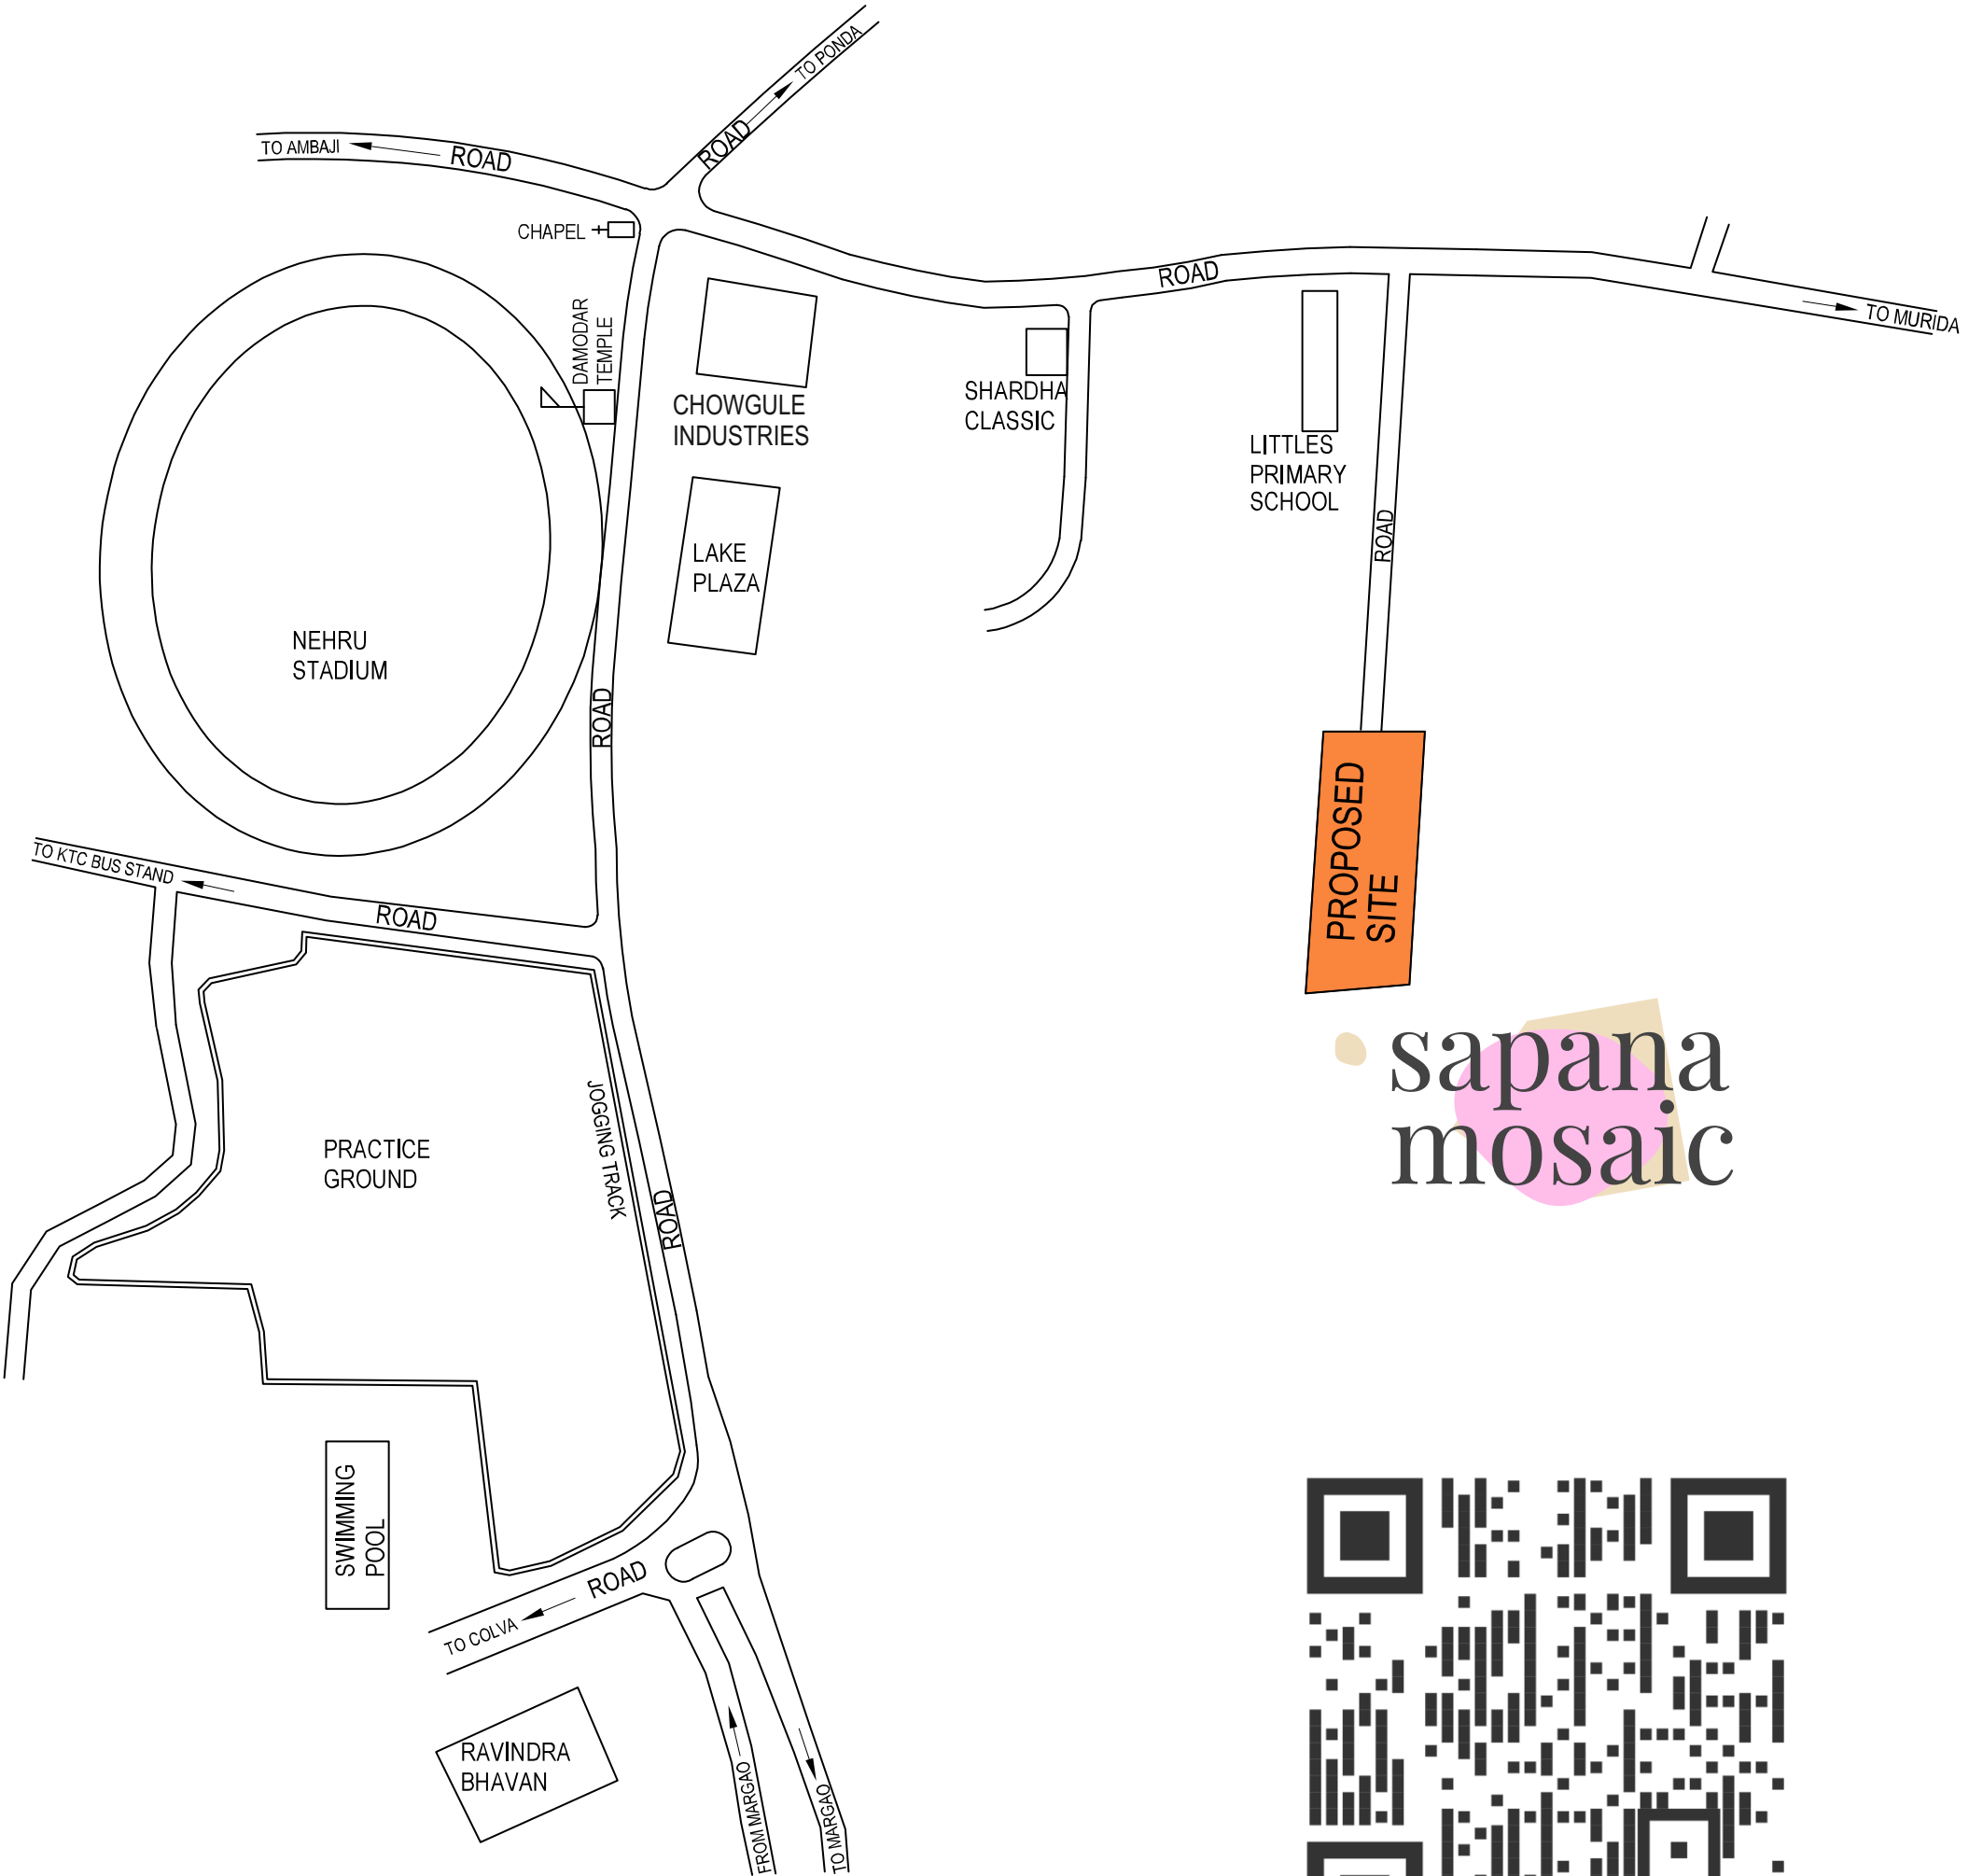 TO PONDA
ROAD
TO AMBAJI
ROAD
CHAPEL
ROAD
TO MURIDA
DAMODAR
TEMPLE
CHOWGULE
INDUSTRIES
SHARDHA
CLASSIC
LITTLES
PRIMARY
SCHOOL
ROAD
LAKE
PLAZA
NEHRU
STADIUM
ROAD
PROPOSED
SITE
TO KTC BUS STAND
ROAD
sapana
mosaic
JOGGING TRACK
PRACTICE
GROUND
ROAD
SWIMMING
POOL
ROAD
TO COLVA
RAVINDRA
BHAVAN
FROM MARGAO
TO MARGAO